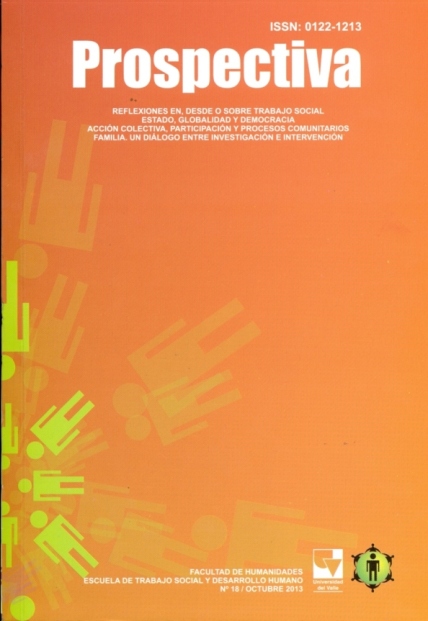 ISSN: 0122-1213
Prospectiva
REFLEXIONES EN, DESDE O SOBRE TRABAJO SOCIAL
ESTADO, GLOBALIDAD Y DEMOCRACIA
ACCIÓN COLECTIVA, PARTICIPACIÓN Y PROCESOS COMUNITARIOS
FAMILIA. UN DIÁLOGO ENTRE INVESTIGACIÓN E INTERVENCIÓN
FACULTAD DE HUMANIDADES
ESCUELA DE TRABAJO SOCIAL Y DESARROLLO HUMANO
Nº 18 / OCTUBRE 2013
Universidad
del Valle